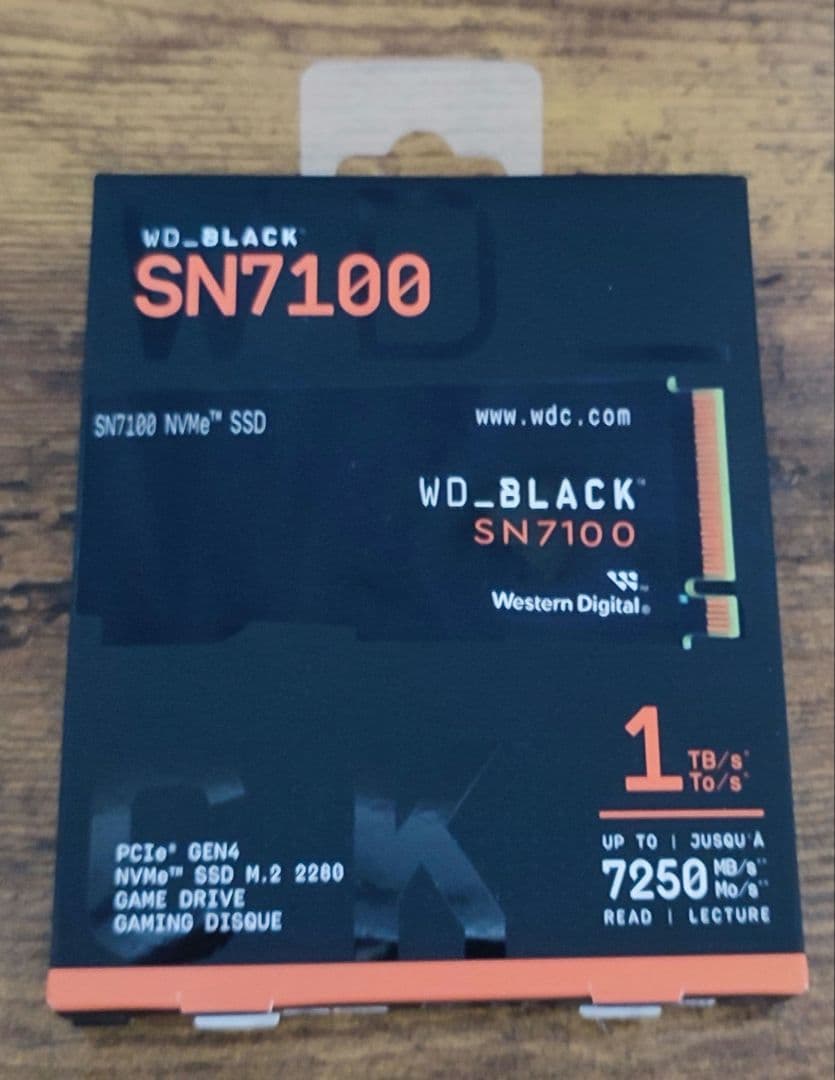 WD_BLACK
SN7100
SN7100 NVMe™ SSD
www.wdc.com
WD_BLACK™
SN7100
Western Digital®
1 TB/s*
To/s*
UP TO | JUSQU'À
7250 MB/s**
Mo/s**
READ | LECTURE
PCIe® GEN4
NVMe™ SSD M.2 2280
GAME DRIVE
GAMING DISQUE